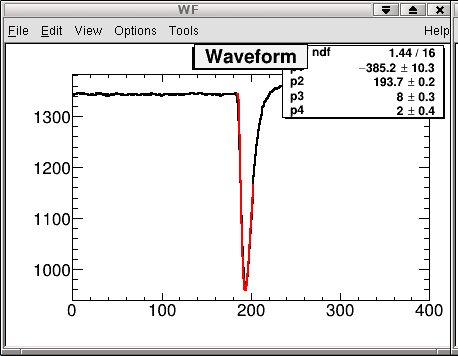 WF
File Edit View Options Tools Help
Waveform
ndf 1.44 / 16
−385.2 ± 10.3
p2 193.7 ± 0.2
p3 8 ± 0.3
p4 2 ± 0.4
1300
1200
1100
1000
0 100 200 300 400